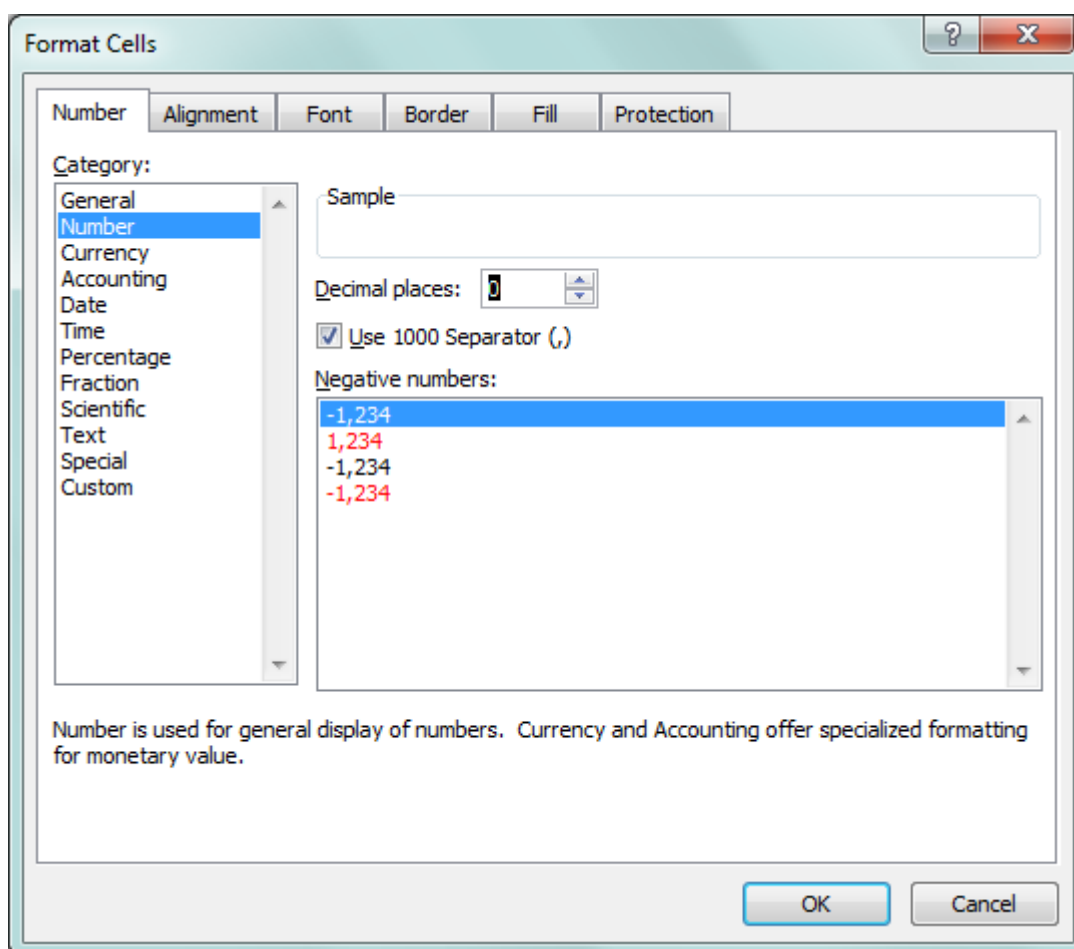 Format Cells
Number Alignment Font Border Fill Protection
Category:
General
Number
Currency
Accounting
Date
Time
Percentage
Fraction
Scientific
Text
Special
Custom
Sample
Decimal places: 0
Use 1000 Separator (,)
Negative numbers:
-1,234
1,234
-1,234
-1,234
Number is used for general display of numbers.  Currency and Accounting offer specialized formatting
for monetary value.
OK Cancel